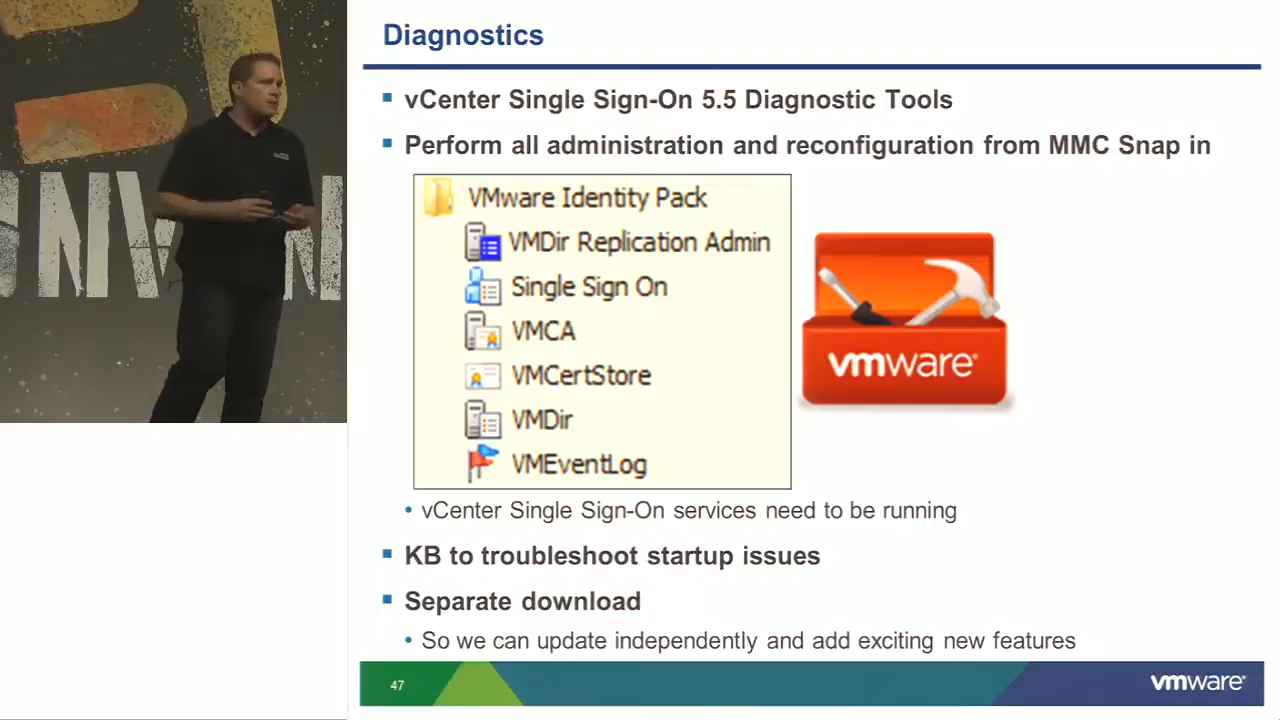 Diagnostics
vCenter Single Sign-On 5.5 Diagnostic Tools
Perform all administration and reconfiguration from MMC Snap in
VMware Identity Pack
VMDir Replication Admin
Single Sign On
VMCA
VMCertStore
VMDir
VMEventLog
vmware®
vCenter Single Sign-On services need to be running
KB to troubleshoot startup issues
Separate download
So we can update independently and add exciting new features
47
vmware®